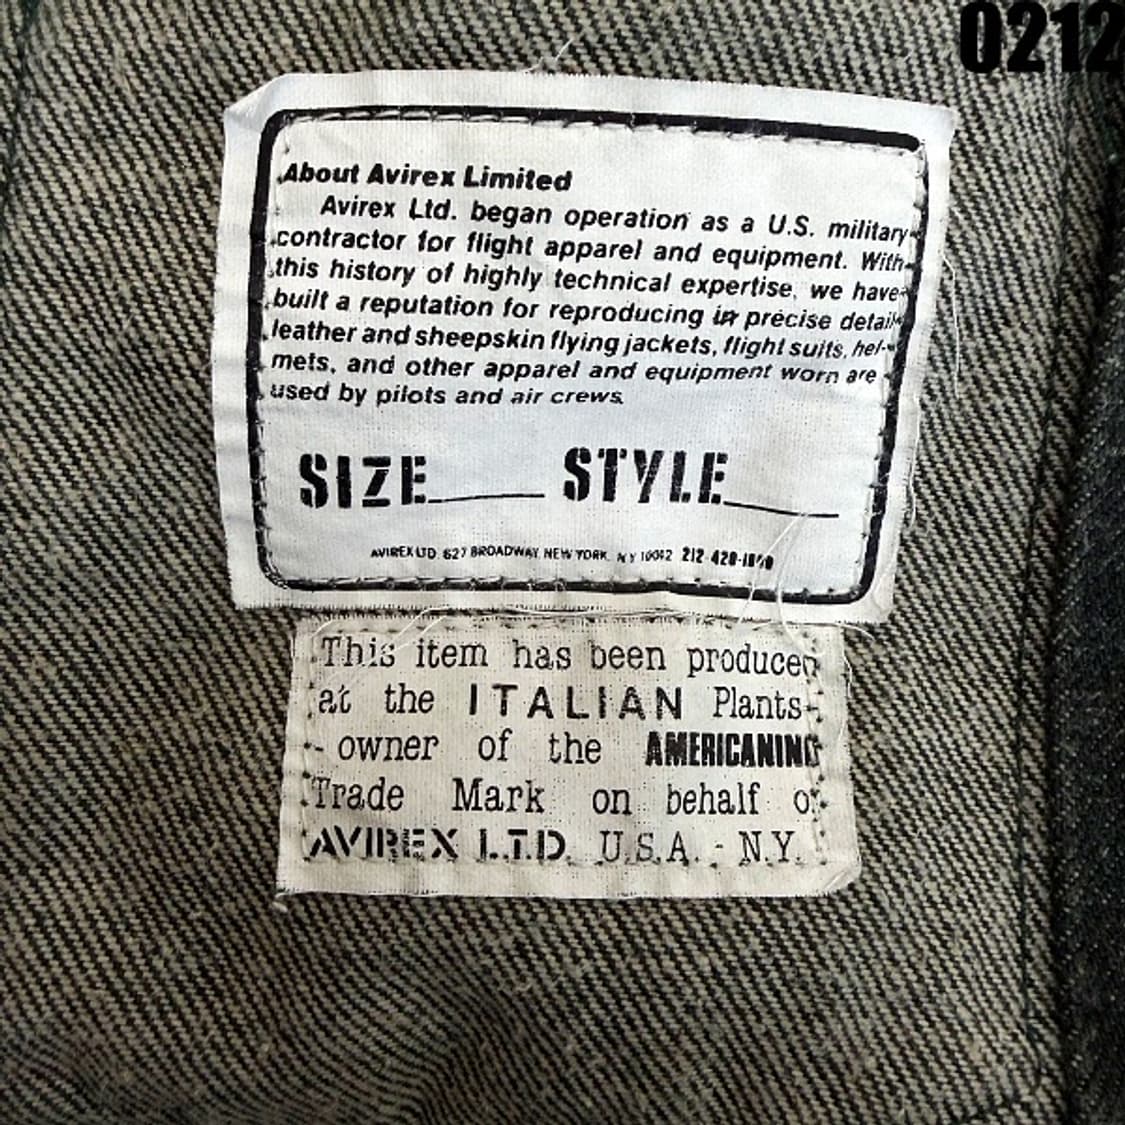 0212
About Avirex Limited
Avirex Ltd. began operation as a U.S. military
contractor for flight apparel and equipment. With
this history of highly technical expertise, we have
built a reputation for reproducing in precise detail
leather and sheepskin flying jackets, flight suits, hel-
mets, and other apparel and equipment worn are
used by pilots and air crews.
SIZE____ STYLE____
AVIREX LTD. 627 BROADWAY, NEW YORK, N.Y.
This item has been produced
at the ITALIAN Plants-
- owner of the AMERICANINO
Trade Mark on behalf of
AVIREX LTD. U.S.A. - N.Y.